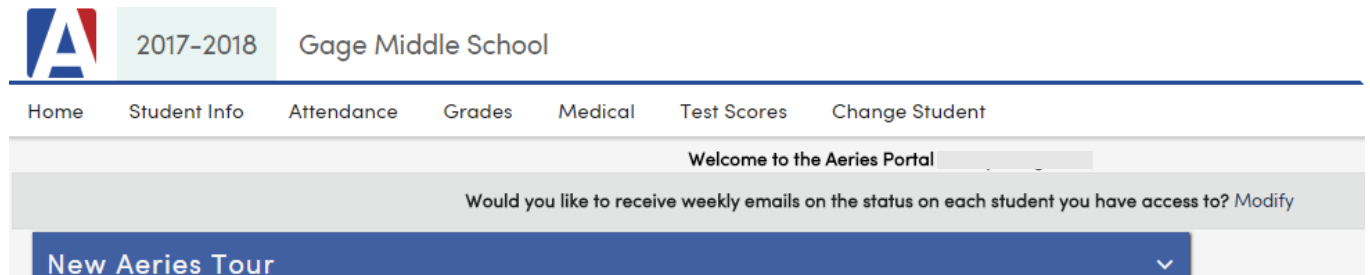 2017-2018 Gage Middle School
Home Student Info Attendance Grades Medical Test Scores Change Student
Welcome to the Aeries Portal
Would you like to receive weekly emails on the status on each student you have access to? Modify
New Aeries Tour